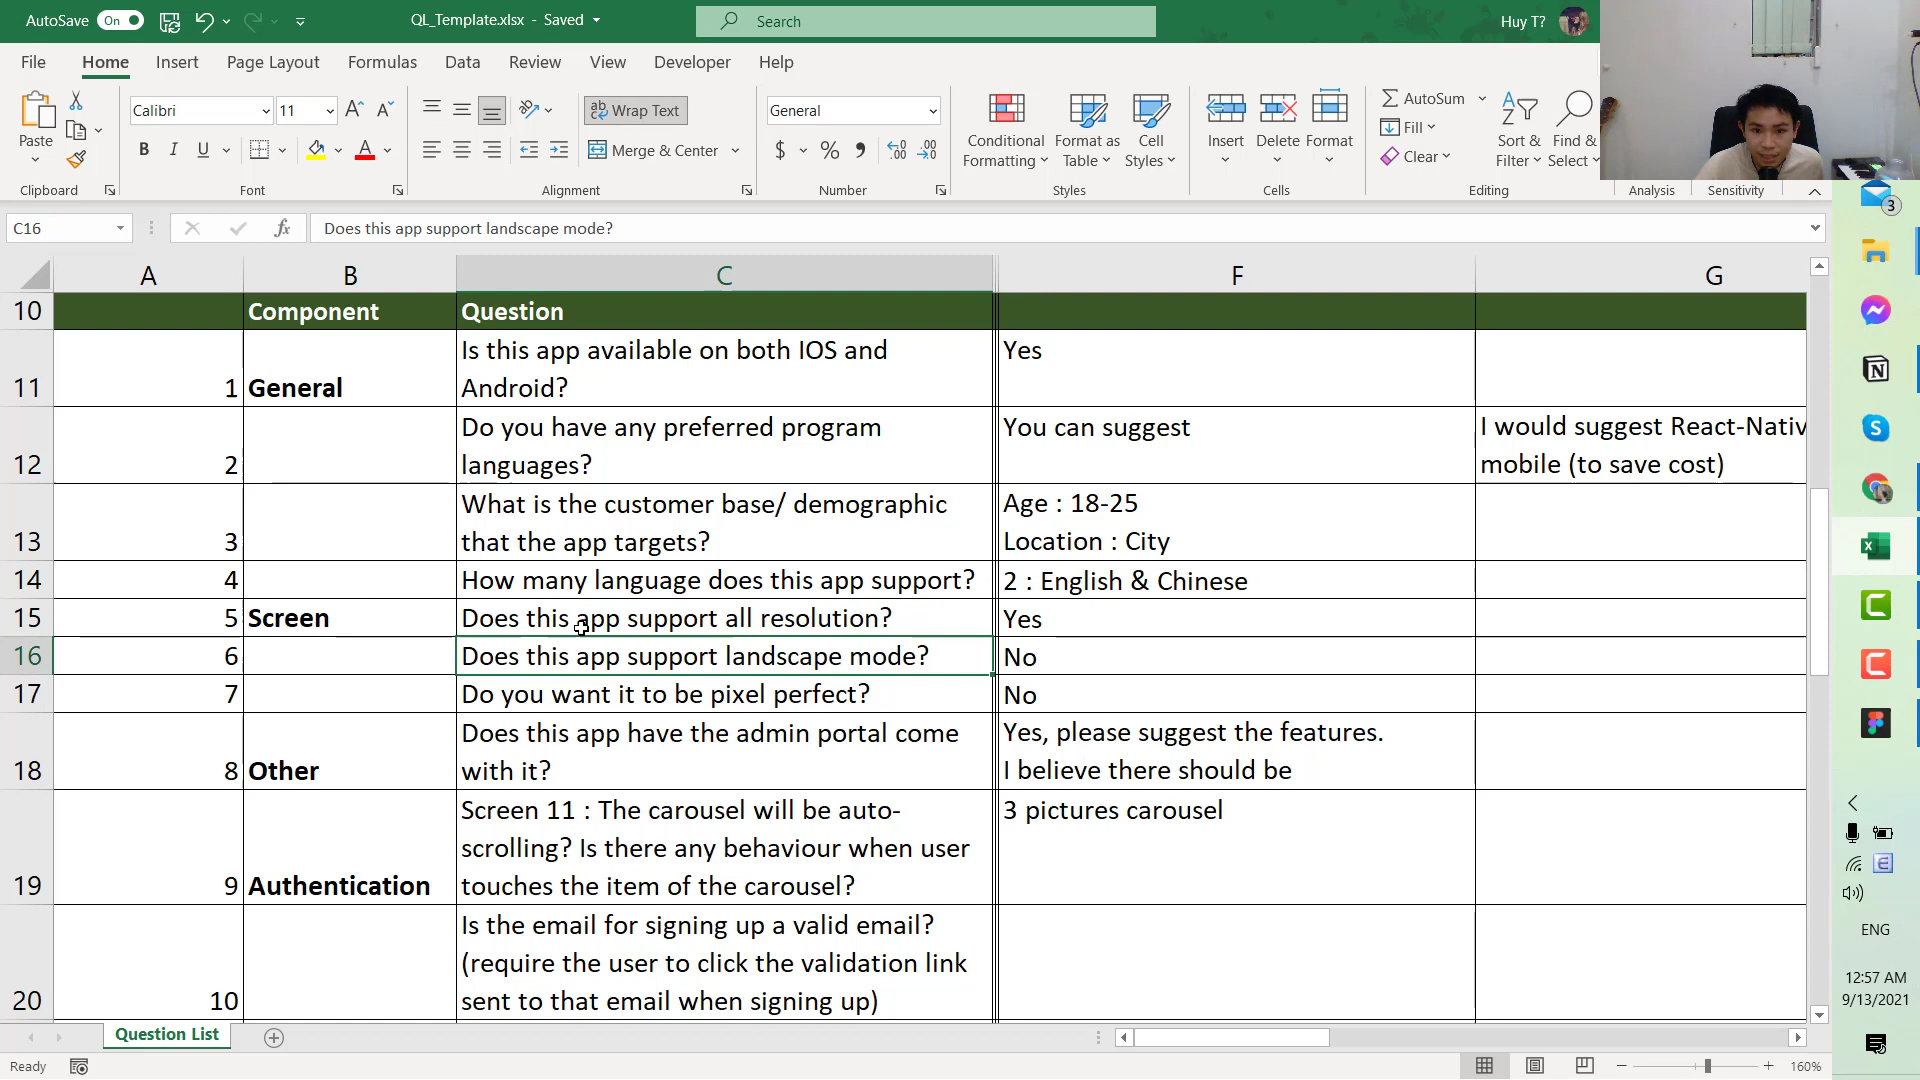 AutoSave On QL_Template.xlsx - Saved Search Huy T?
File Home Insert Page Layout Formulas Data Review View Developer Help
Paste Calibri 11 ab Wrap Text General Conditional Formatting Format as Table Cell Styles Insert Delete Format AutoSum Sort & Filter Find & Select
B I U Merge & Center $ % Fill Clear
Clipboard Font Alignment Number Styles Cells Editing Analysis Sensitivity
C16 fx Does this app support landscape mode?
A B C F G
10 Component Question
Is this app available on both IOS and Yes
11 1 General Android?
Do you have any preferred program You can suggest I would suggest React-Nativ
12 2 languages? mobile (to save cost)
What is the customer base/ demographic Age : 18-25
13 3 that the app targets? Location : City
14 4 How many language does this app support? 2 : English & Chinese
15 5 Screen Does this app support all resolution? Yes
16 6 Does this app support landscape mode? No
17 7 Do you want it to be pixel perfect? No
Does this app have the admin portal come Yes, please suggest the features.
18 8 Other with it? I believe there should be
Screen 11 : The carousel will be auto- 3 pictures carousel
scrolling? Is there any behaviour when user
19 9 Authentication touches the item of the carousel?
Is the email for signing up a valid email?
(require the user to click the validation link
20 10 sent to that email when signing up)
Question List
Ready 160%
3
ENG
12:57 AM
9/13/2021